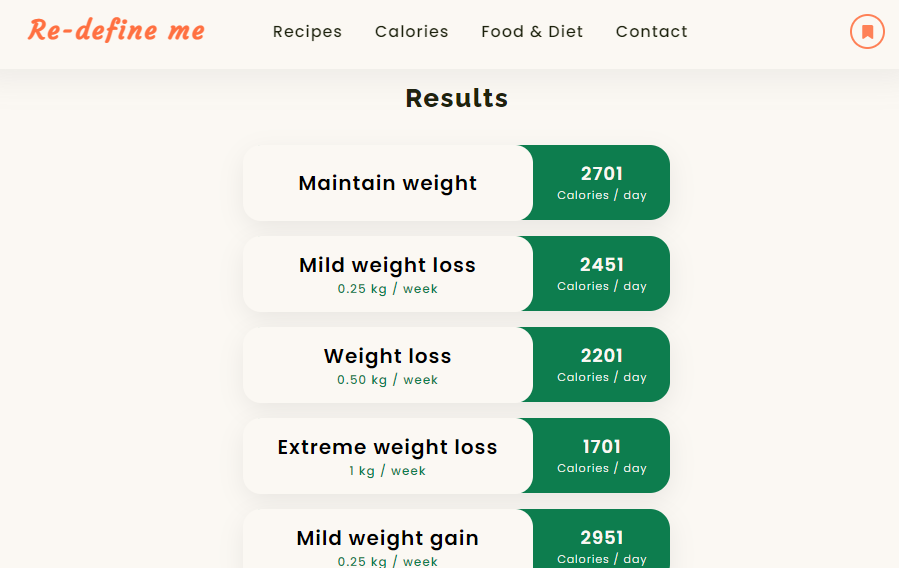 Re-define me
Recipes Calories Food & Diet Contact
Results
Maintain weight
2701
Calories / day
Mild weight loss
0.25 kg / week
2451
Calories / day
Weight loss
0.50 kg / week
2201
Calories / day
Extreme weight loss
1 kg / week
1701
Calories / day
Mild weight gain
0.25 kg / week
2951
Calories / day